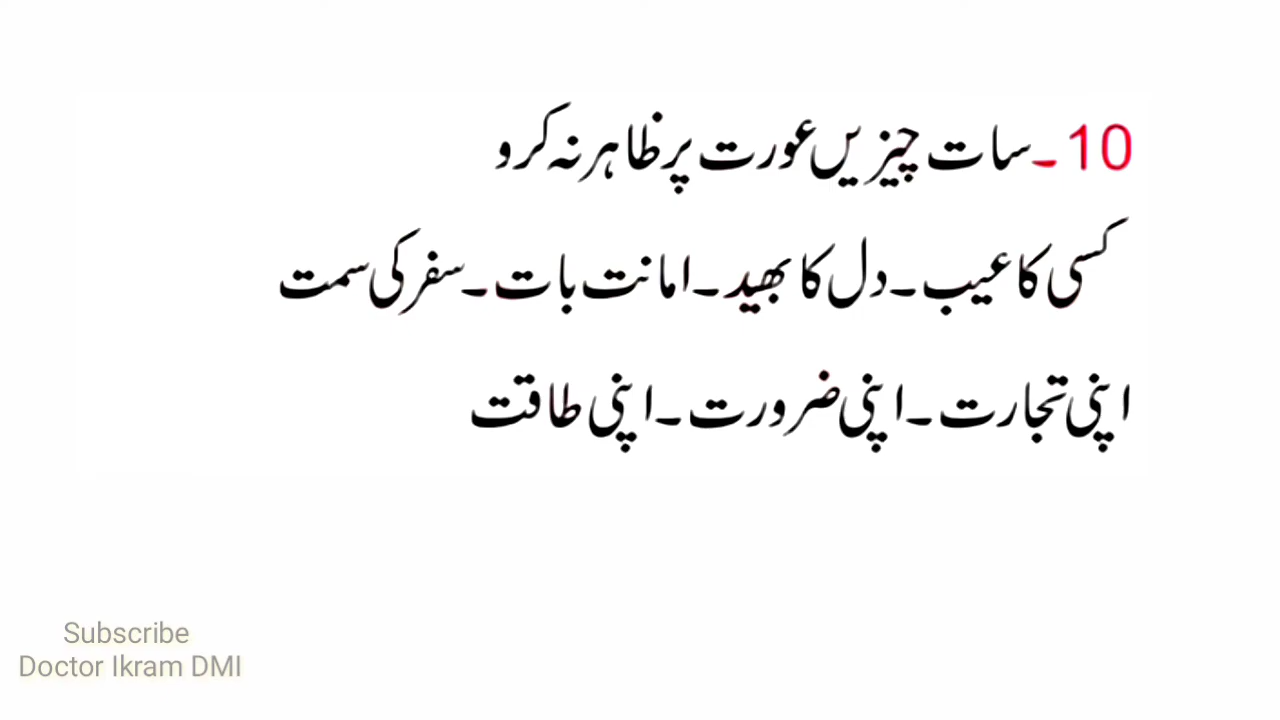 10۔سات چیزیں عورت پر ظاہر نہ کرو
کسی کا عیب۔دل کا بھید۔امانت بات۔سفر کی سمت
اپنی تجارت۔اپنی ضرورت۔اپنی طاقت
Subscribe
Doctor Ikram DMI